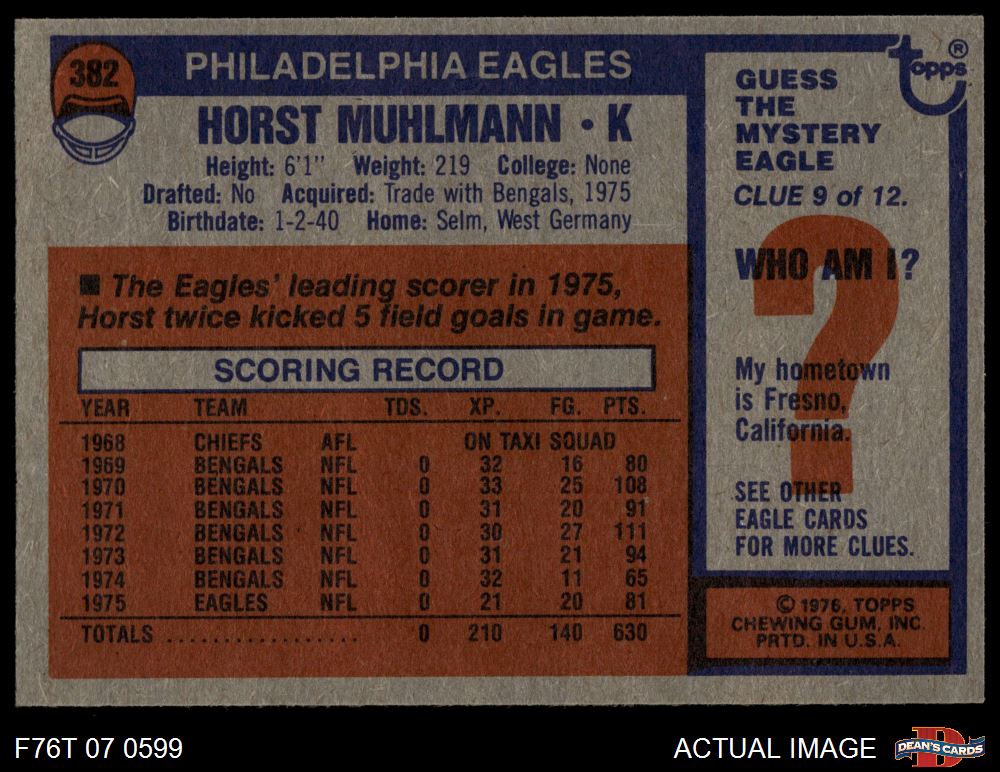 382
PHILADELPHIA EAGLES
HORST MUHLMANN • K
Height: 6'1" Weight: 219 College: None
Drafted: No Acquired: Trade with Bengals, 1975
Birthdate: 1-2-40 Home: Selm, West Germany
■ The Eagles' leading scorer in 1975,
Horst twice kicked 5 field goals in game.
SCORING RECORD
YEAR TEAM TDS. XP. FG. PTS.
1968 CHIEFS AFL ON TAXI SQUAD
1969 BENGALS NFL 0 32 16 80
1970 BENGALS NFL 0 33 25 108
1971 BENGALS NFL 0 31 20 91
1972 BENGALS NFL 0 30 27 111
1973 BENGALS NFL 0 31 21 94
1974 BENGALS NFL 0 32 11 65
1975 EAGLES NFL 0 21 20 81
TOTALS .................. 0 210 140 630
topps ®
GUESS
THE
MYSTERY
EAGLE
CLUE 9 of 12.
WHO AM I?
?
My hometown
is Fresno,
California.
SEE OTHER
EAGLE CARDS
FOR MORE CLUES.
© 1976, TOPPS
CHEWING GUM, INC.
PRTD. IN U.S.A.
F76T 07 0599
ACTUAL IMAGE
D
DEAN'S CARDS